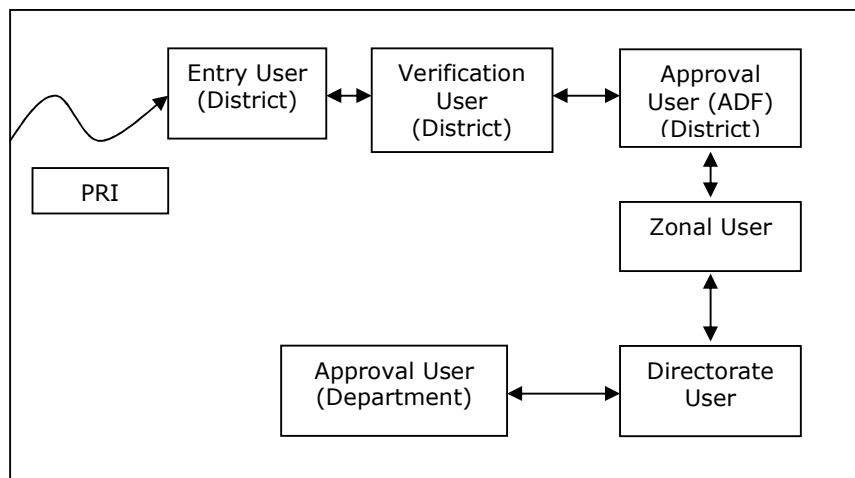 Entry User
(District)
Verification
User
(District)
Approval
User (ADF)
(District)
PRI
Zonal User
Approval User
(Department)
Directorate
User